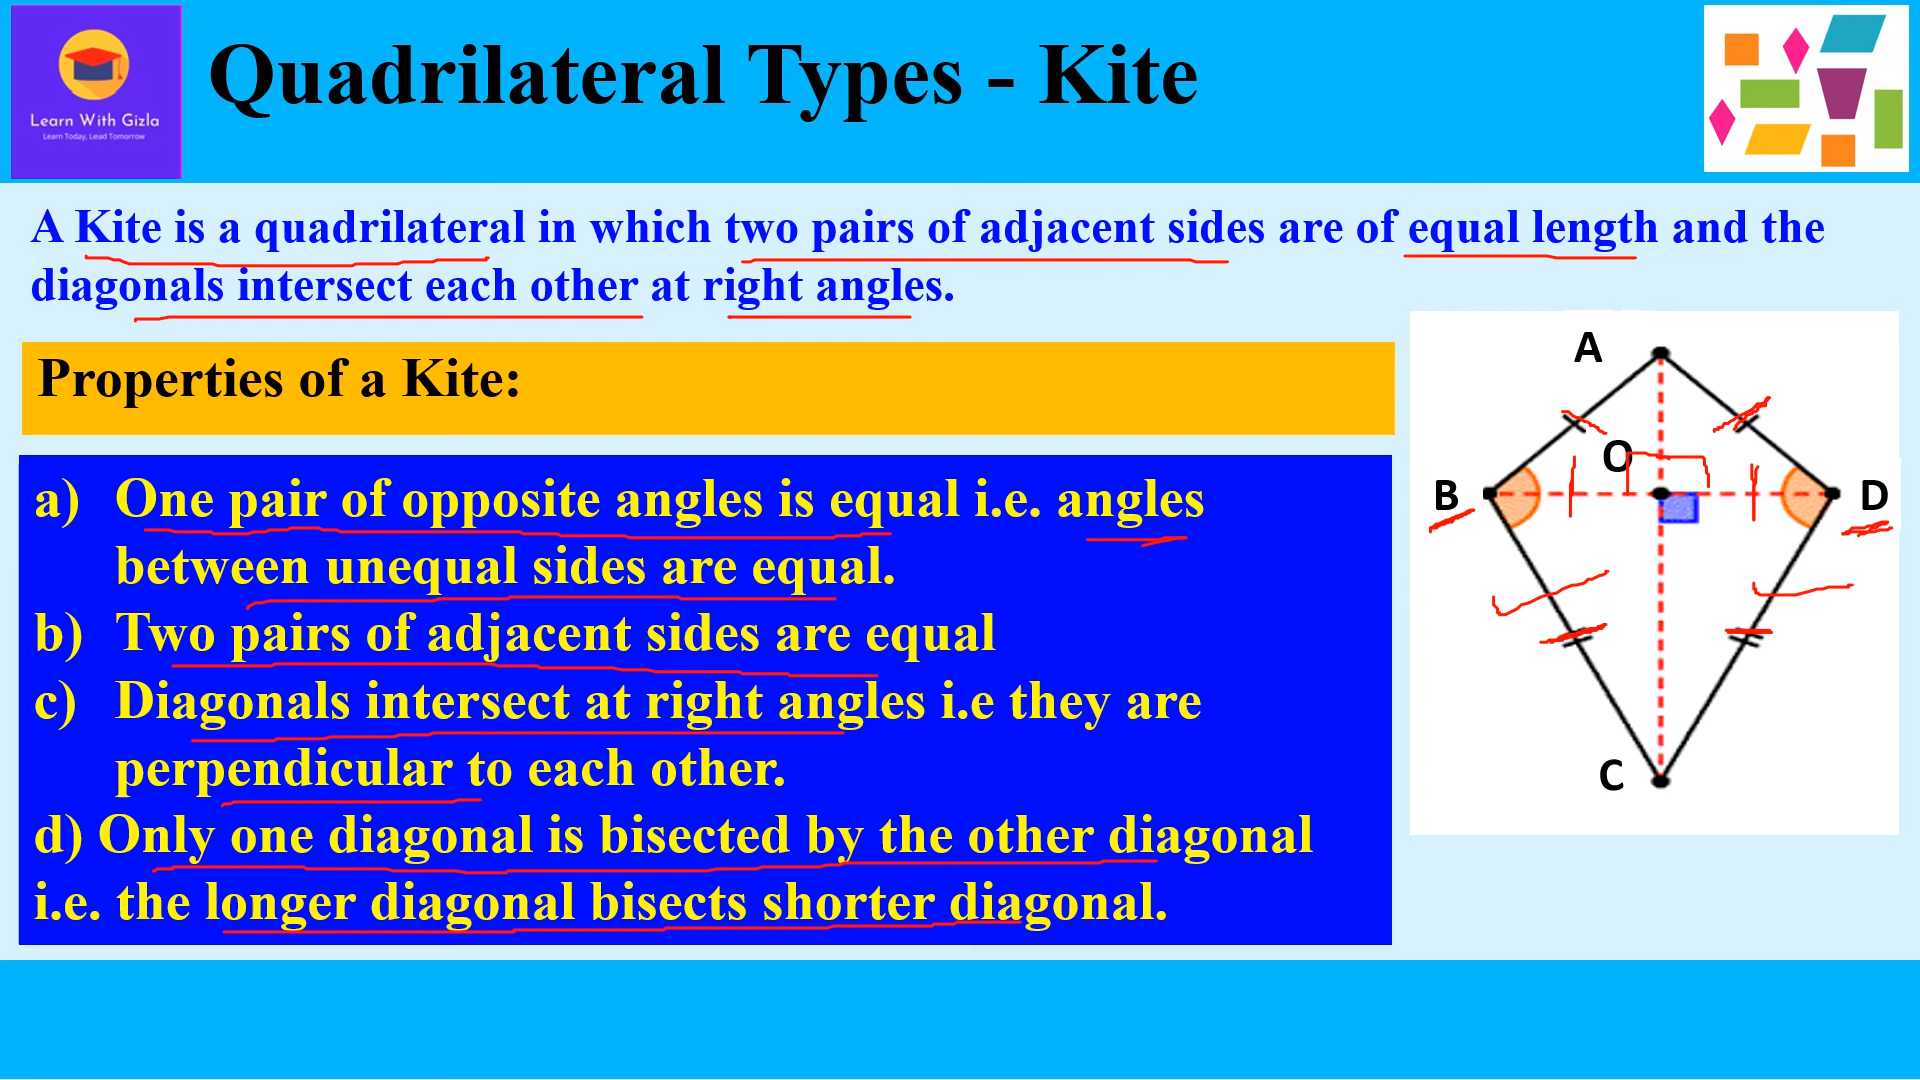 Learn With Gizla
Learn Today, Lead Tomorrow
Quadrilateral Types - Kite
A Kite is a quadrilateral in which two pairs of adjacent sides are of equal length and the
diagonals intersect each other at right angles.
Properties of a Kite:
a) One pair of opposite angles is equal i.e. angles
between unequal sides are equal.
b) Two pairs of adjacent sides are equal
c) Diagonals intersect at right angles i.e they are
perpendicular to each other.
d) Only one diagonal is bisected by the other diagonal
i.e. the longer diagonal bisects shorter diagonal.
A
O
B
D
C